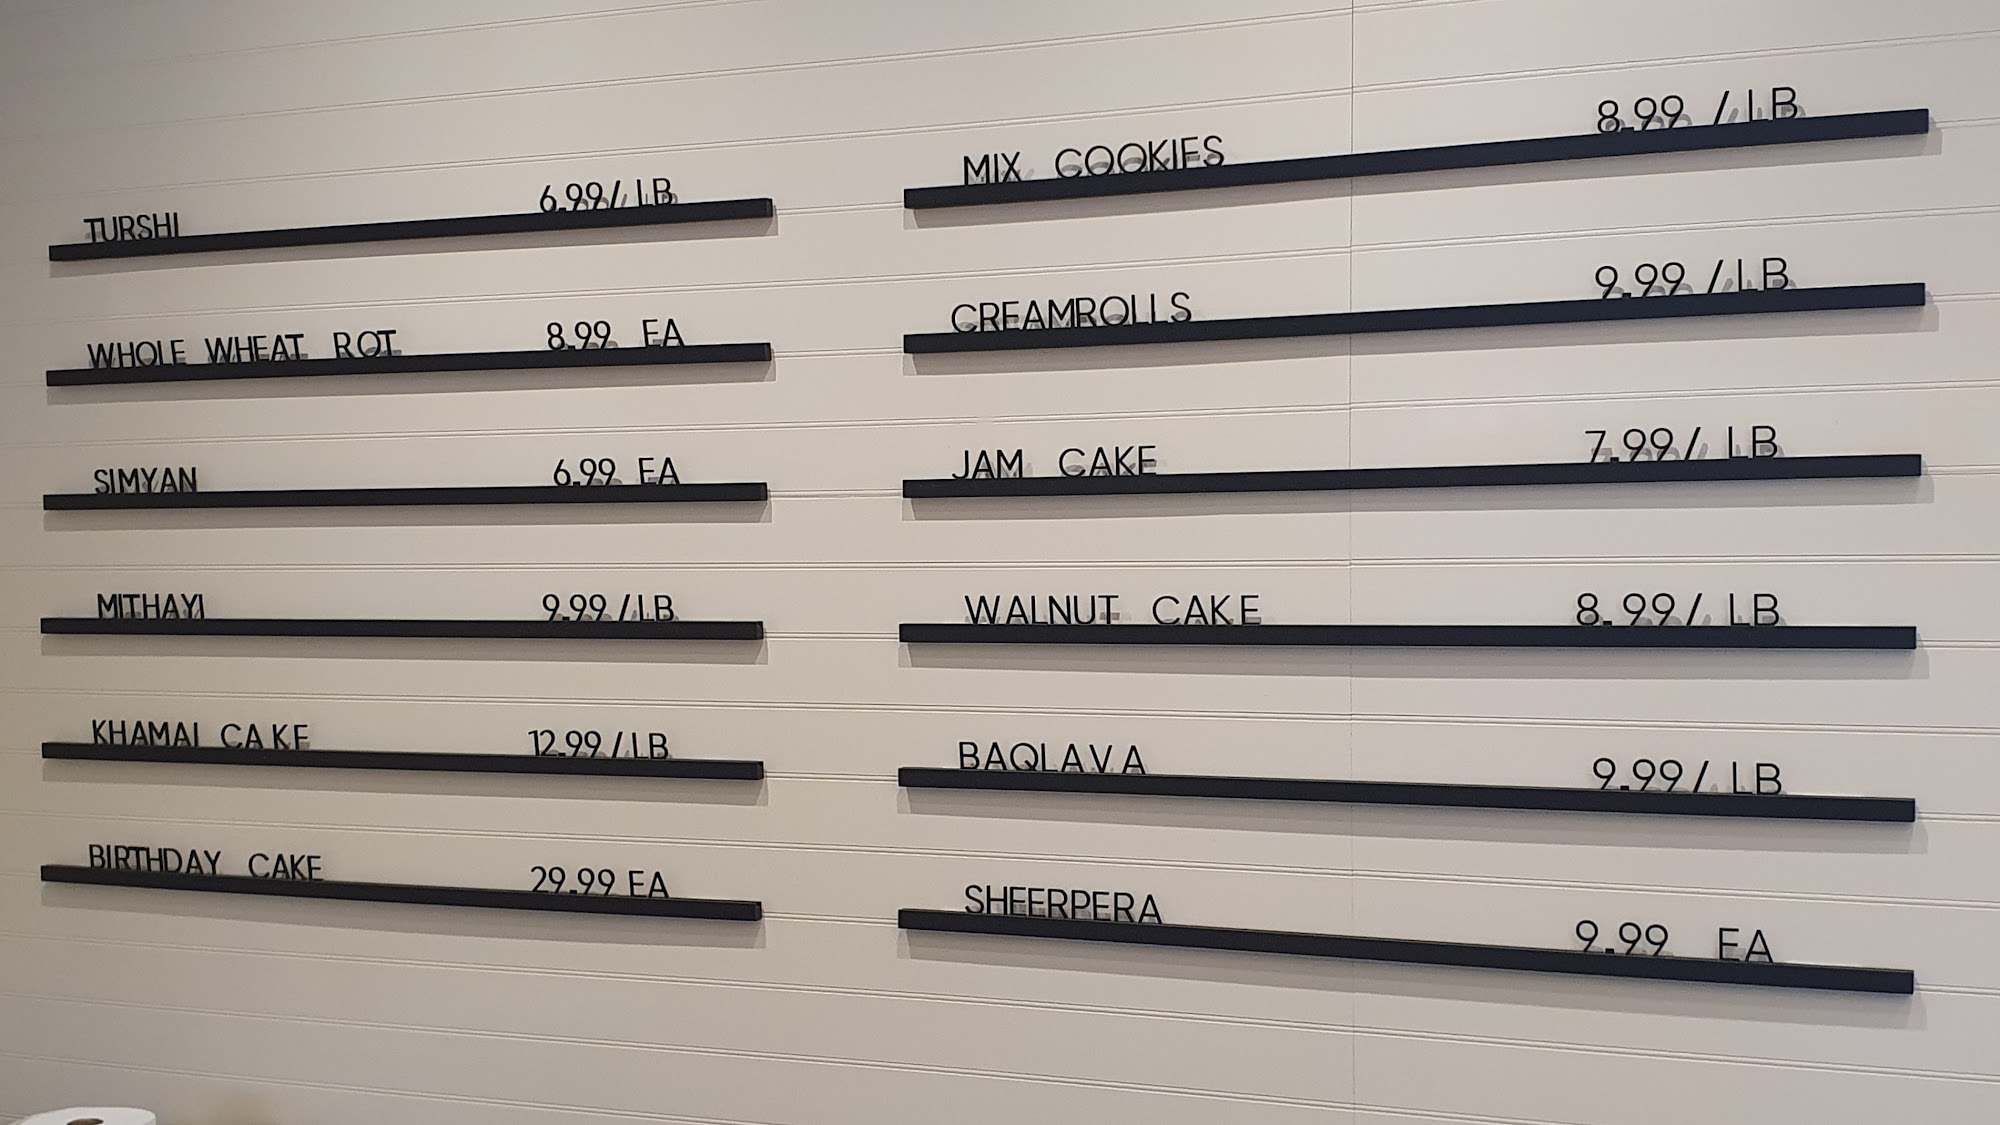 TURSHI 6.99/LB
WHOLE WHEAT ROT 8.99 EA
SIMYAN 6.99 EA
MITHAYI 9.99/LB
KHAMAI CAKE 12.99/LB
BIRTHDAY CAKE 29.99 EA
MIX COOKIES 8.99 / LB
CREAMROLLS 9.99 /LB
JAM CAKE 7.99/ LB
WALNUT CAKE 8.99/ LB
BAQLAVA 9.99/ LB
SHEERPERA 9.99 EA